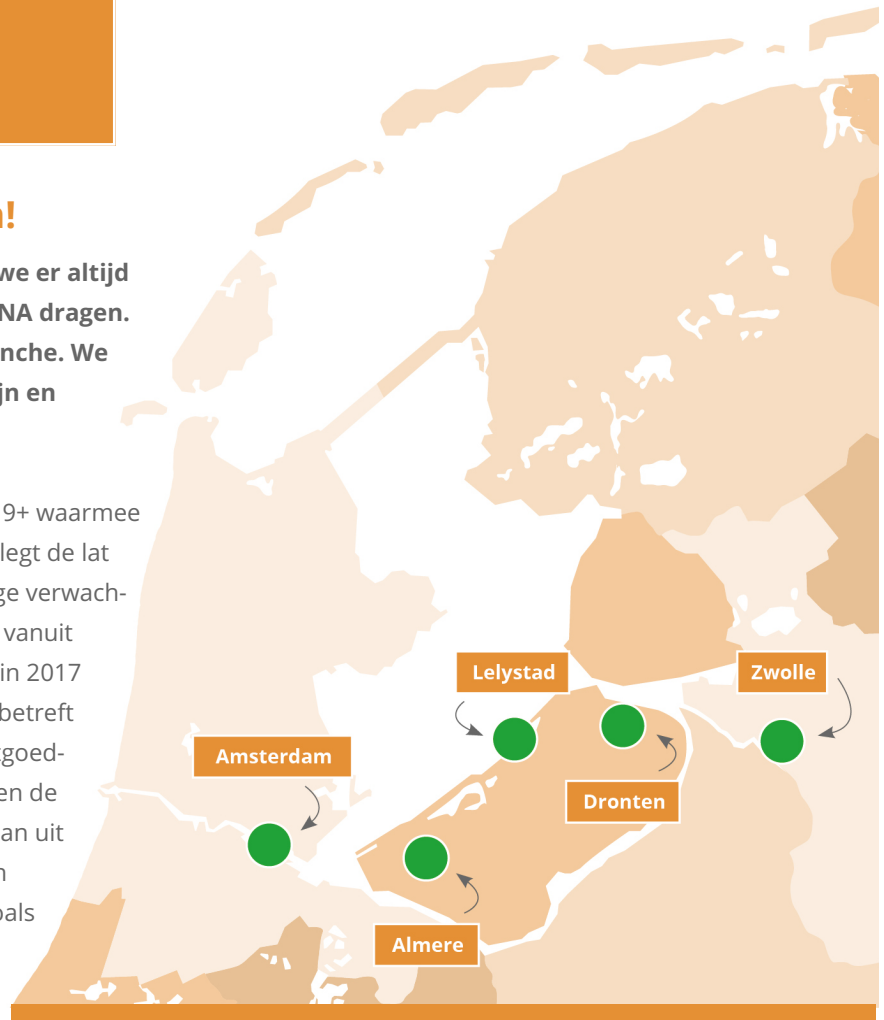 !
we er altijd
NA dragen.
nche. We
jn en
9+ waarmee
legt de lat
ge verwach-
vanuit
in 2017
betreft
goed-
en de
an uit
n
oals
Lelystad
Zwolle
Amsterdam
Dronten
Almere